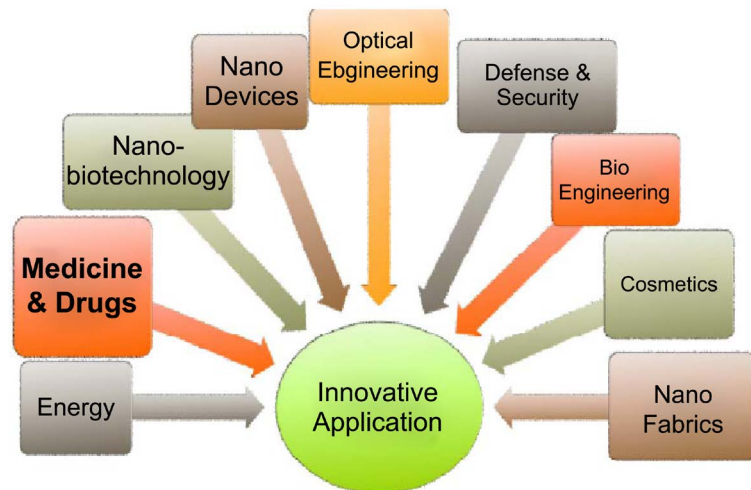 Optical
Ebgineering
Nano
Devices
Defense &
Security
Nano-
biotechnology
Bio
Engineering
Medicine
& Drugs
Cosmetics
Energy
Innovative
Application
Nano
Fabrics